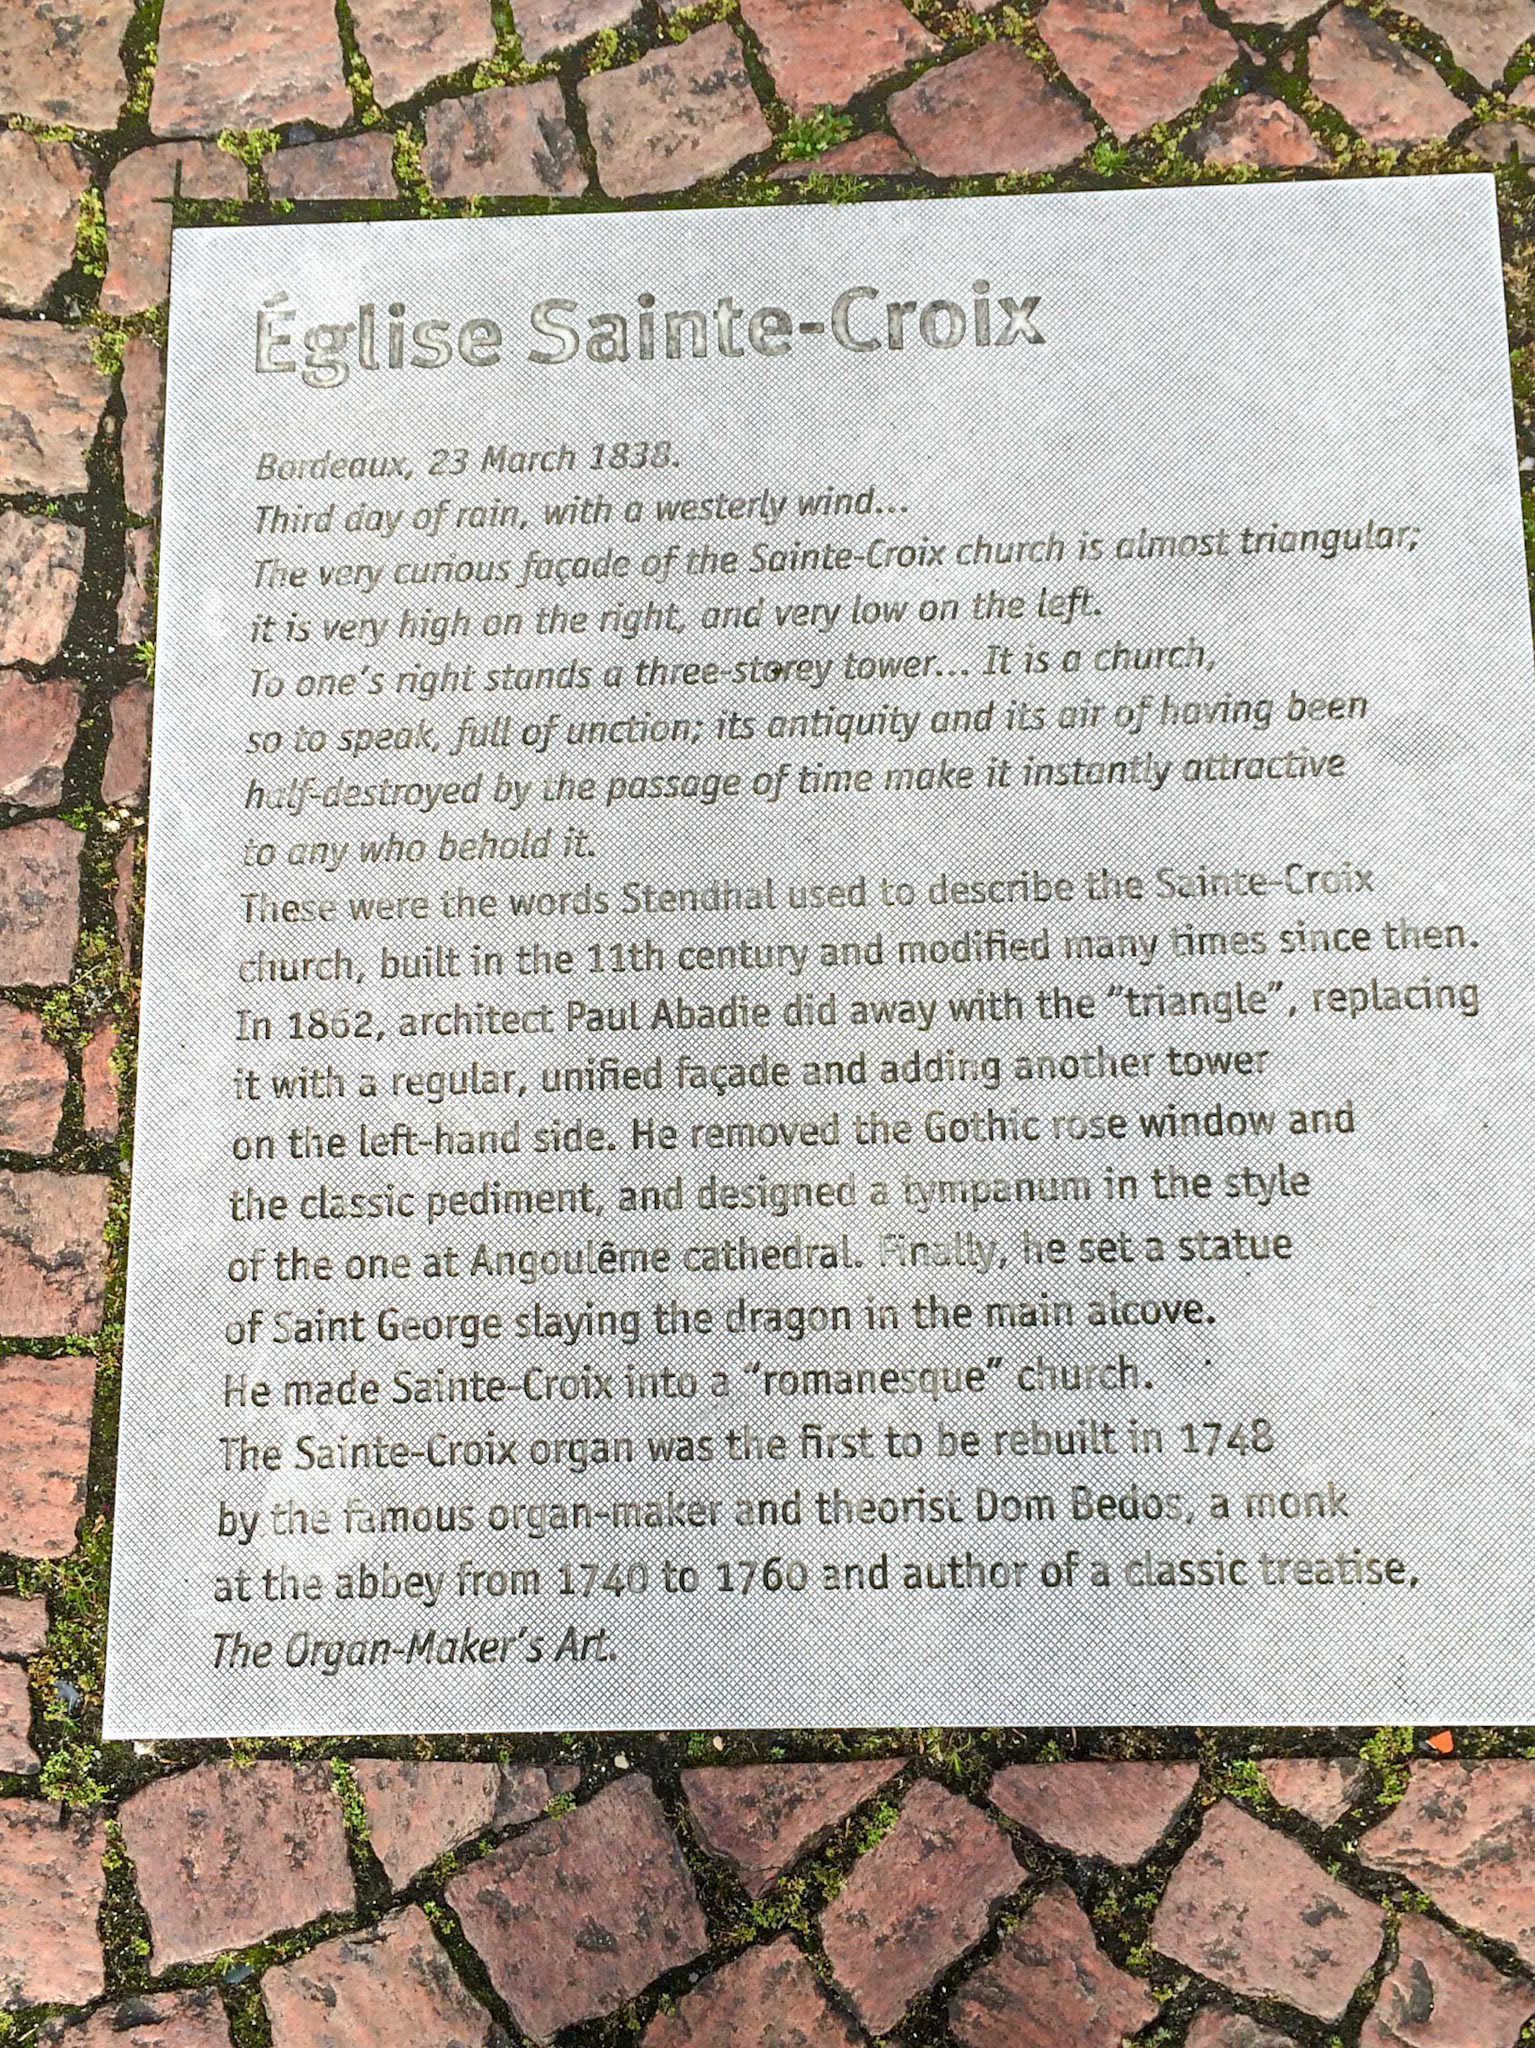 Église Sainte-Croix
Bordeaux, 23 March 1838.
Third day of rain, with a westerly wind...
The very curious façade of the Sainte-Croix church is almost triangular;
it is very high on the right, and very low on the left.
To one's right stands a three-storey tower... It is a church,
so to speak, full of unction; its antiquity and its air of having been
half-destroyed by the passage of time make it instantly attractive
to any who behold it.
These were the words Stendhal used to describe the Sainte-Croix
church, built in the 11th century and modified many times since then.
In 1862, architect Paul Abadie did away with the “triangle”, replacing
it with a regular, unified façade and adding another tower
on the left-hand side. He removed the Gothic rose window and
the classic pediment, and designed a tympanum in the style
of the one at Angoulême cathedral. Finally, he set a statue
of Saint George slaying the dragon in the main alcove.
He made Sainte-Croix into a “romanesque” church.
The Sainte-Croix organ was the first to be rebuilt in 1748
by the famous organ-maker and theorist Dom Bedos, a monk
at the abbey from 1740 to 1760 and author of a classic treatise,
The Organ-Maker's Art.